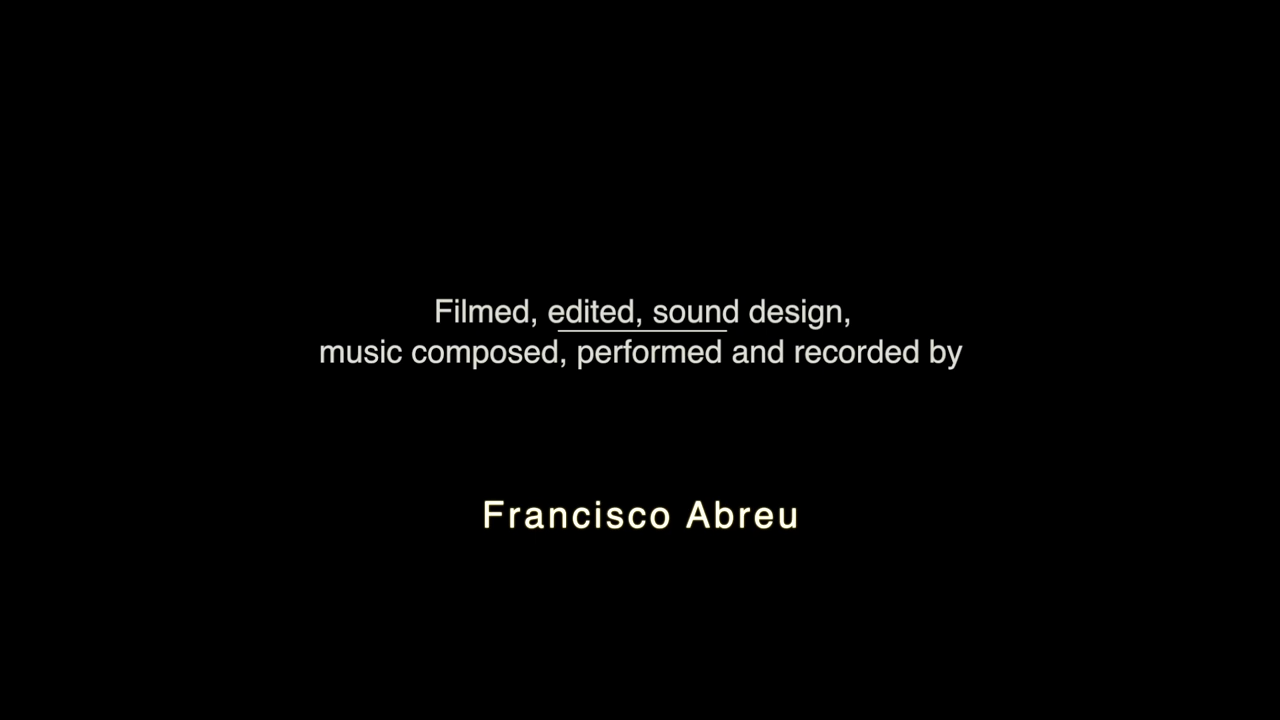 Filmed, edited, sound design,
music composed, performed and recorded by
Francisco Abreu